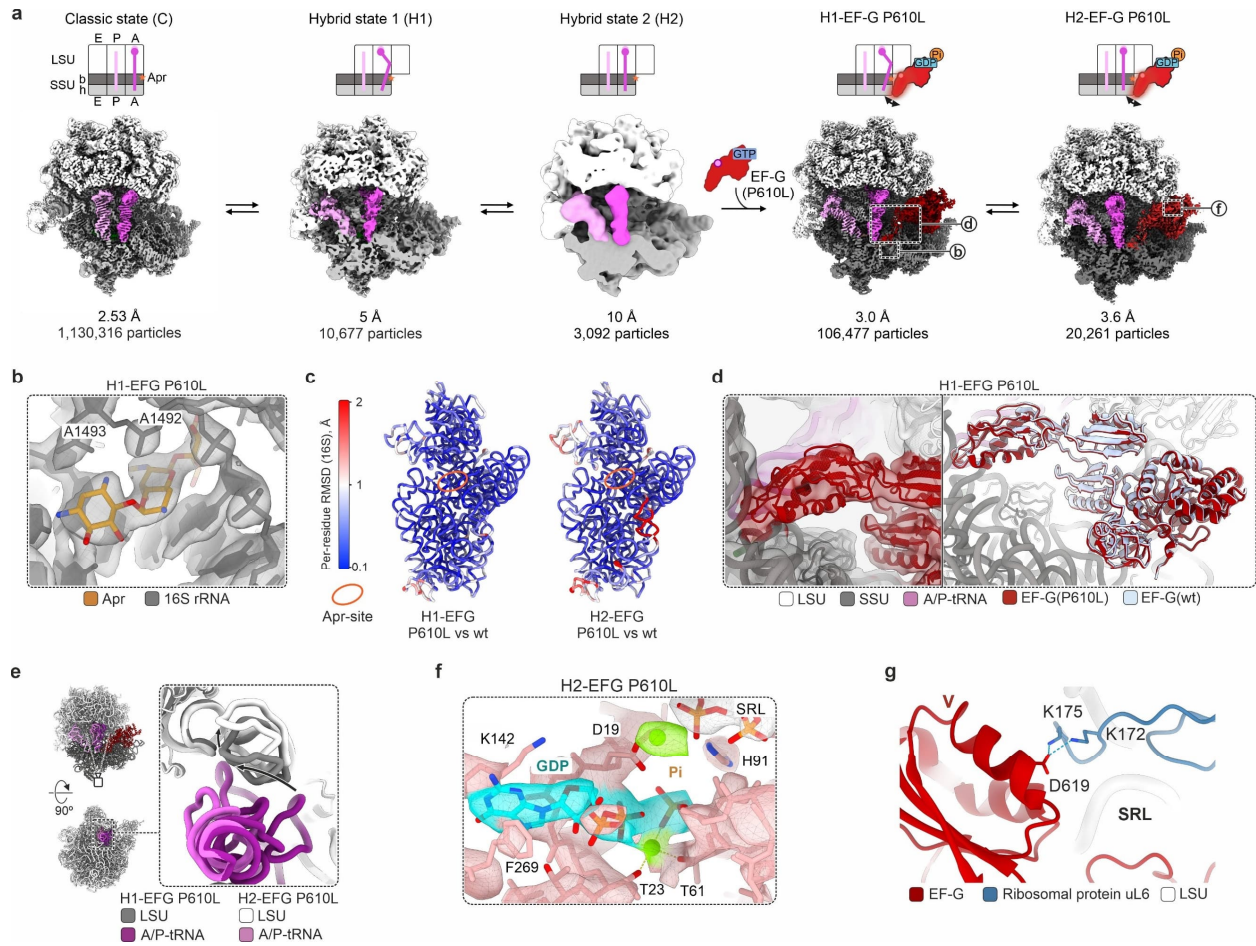 a
Classic state (C)
Hybrid state 1 (H1)
Hybrid state 2 (H2)
H1-EF-G P610L
H2-EF-G P610L
E P A
LSU
SSU
b
h
Apr
E P A
GDP
Pi
GDP
Pi
GTP
EF-G
(P610L)
d
b
f
2.53 Å
1,130,316 particles
5 Å
10,677 particles
10 Å
3,092 particles
3.0 Å
106,477 particles
3.6 Å
20,261 particles
b
H1-EFG P610L
A1493
A1492
Apr
16S rRNA
c
Per-residue RMSD (16S), Å
2
1
0.1
Apr-site
H1-EFG
P610L vs wt
H2-EFG
P610L vs wt
d
H1-EFG P610L
LSU
SSU
A/P-tRNA
EF-G(P610L)
EF-G(wt)
e
90°
H1-EFG P610L
LSU
A/P-tRNA
H2-EFG P610L
LSU
A/P-tRNA
f
H2-EFG P610L
SRL
D19
K142
GDP
Pi
H91
F269
T23
T61
g
V
K175
K172
D619
SRL
EF-G
Ribosomal protein uL6
LSU